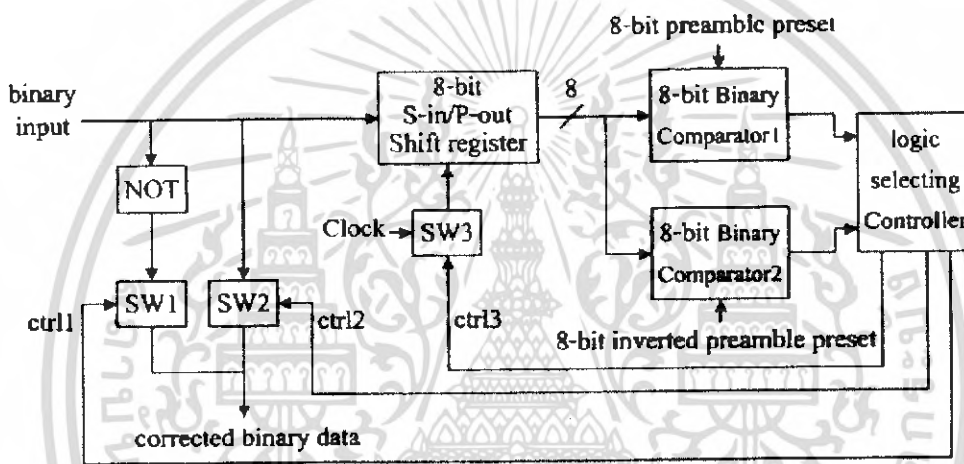 8-bit preamble preset
binary
input
8-bit
S-in/P-out
Shift register
8
8-bit Binary
Comparator1
logic
selecting
Controller
NOT
Clock
SW3
8-bit Binary
Comparator2
SW1
SW2
ctrl1
ctrl2
ctrl3
8-bit inverted preamble preset
corrected binary data